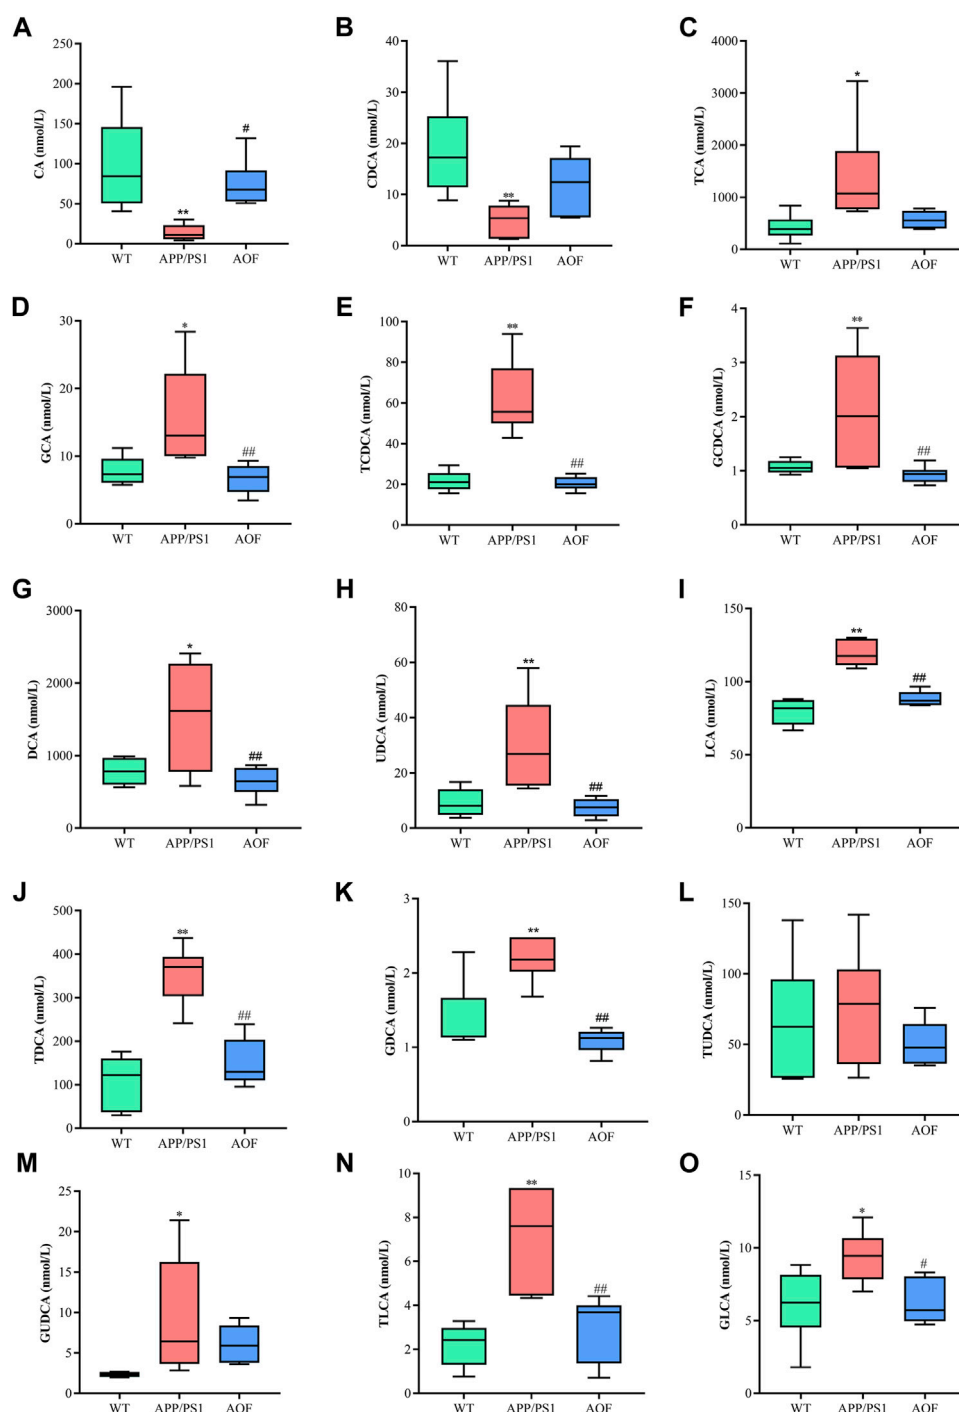 A
CA (nmol/L)
250
200
150
100
50
0
**
#
WT APP/PS1 AOF
B
CDCA (nmol/L)
40
30
20
10
0
**
WT APP/PS1 AOF
C
TCA (nmol/L)
4000
3000
2000
1000
0
*
WT APP/PS1 AOF
D
GCA (nmol/L)
30
20
10
0
*
##
WT APP/PS1 AOF
E
TCDCA (nmol/L)
100
80
60
40
20
0
**
##
WT APP/PS1 AOF
F
GCDCA (nmol/L)
4
3
2
1
0
**
##
WT APP/PS1 AOF
G
DCA (nmol/L)
3000
2000
1000
0
*
##
WT APP/PS1 AOF
H
UDCA (nmol/L)
80
60
40
20
0
**
##
WT APP/PS1 AOF
I
LCA (nmol/L)
150
100
50
0
**
##
WT APP/PS1 AOF
J
TDCA (nmol/L)
500
400
300
200
100
0
**
##
WT APP/PS1 AOF
K
GDCA (nmol/L)
3
2
1
0
**
##
WT APP/PS1 AOF
L
TUDCA (nmol/L)
150
100
50
0
WT APP/PS1 AOF
M
GUDCA (nmol/L)
25
20
15
10
5
0
*
WT APP/PS1 AOF
N
TLCA (nmol/L)
10
8
6
4
2
0
**
##
WT APP/PS1 AOF
O
GLCA (nmol/L)
15
10
5
0
*
#
WT APP/PS1 AOF